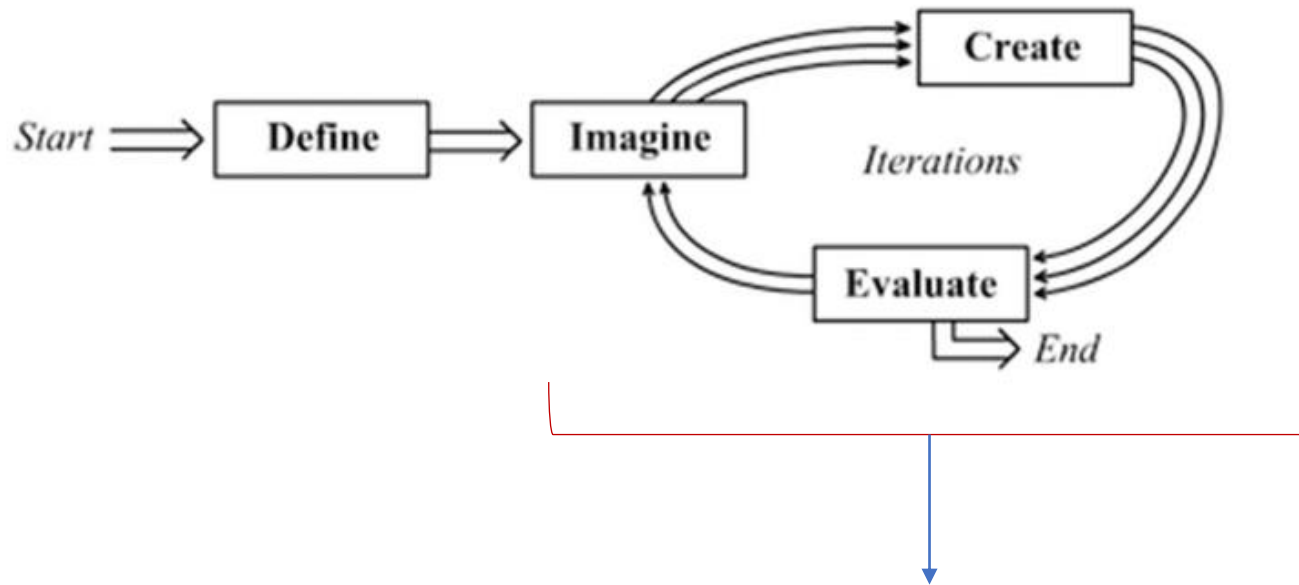 Start
Define
Imagine
Create
Iterations
Evaluate
End